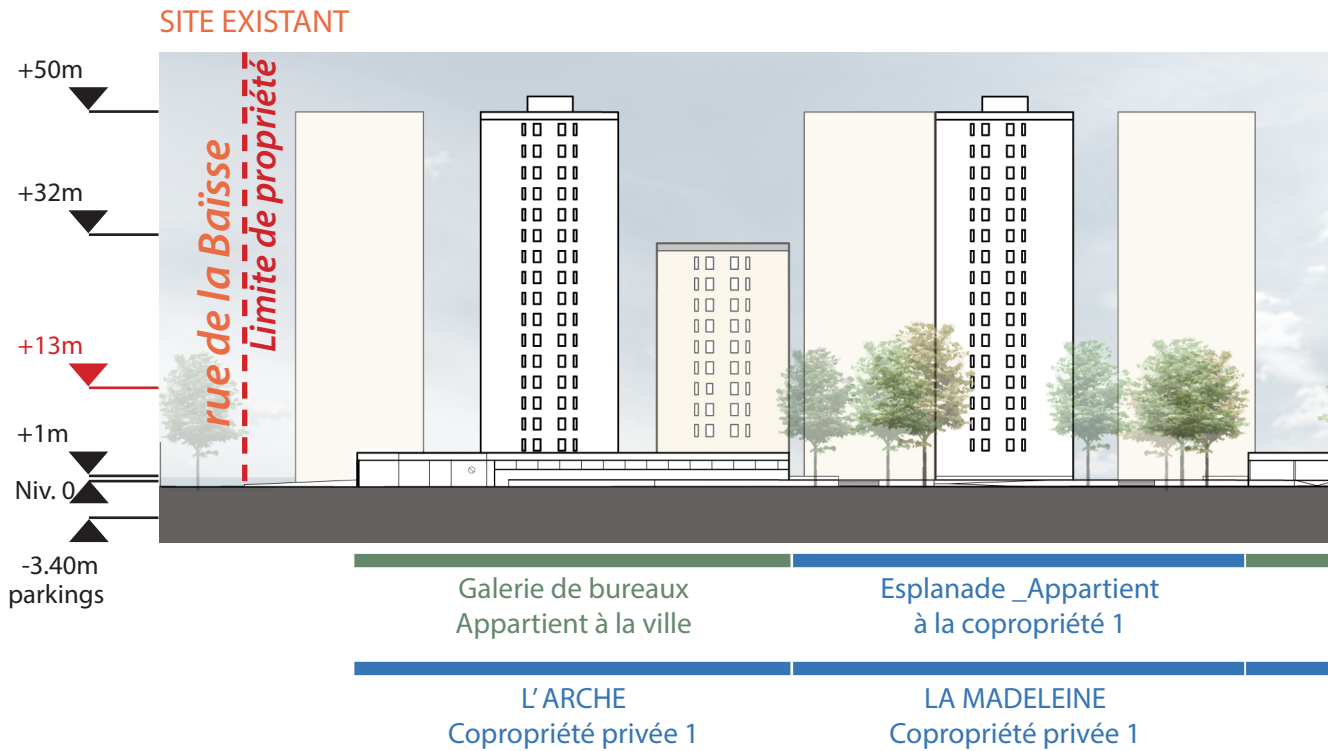 SITE EXISTANT
+50m
+32m
+13m
+1m
Niv. 0
-3.40m
parkings
rue de la Baïsse
Limite de propriété
Galerie de bureaux
Appartient à la ville
Esplanade _Appartient
à la copropriété 1
L' ARCHE
Copropriété privée 1
LA MADELEINE
Copropriété privée 1